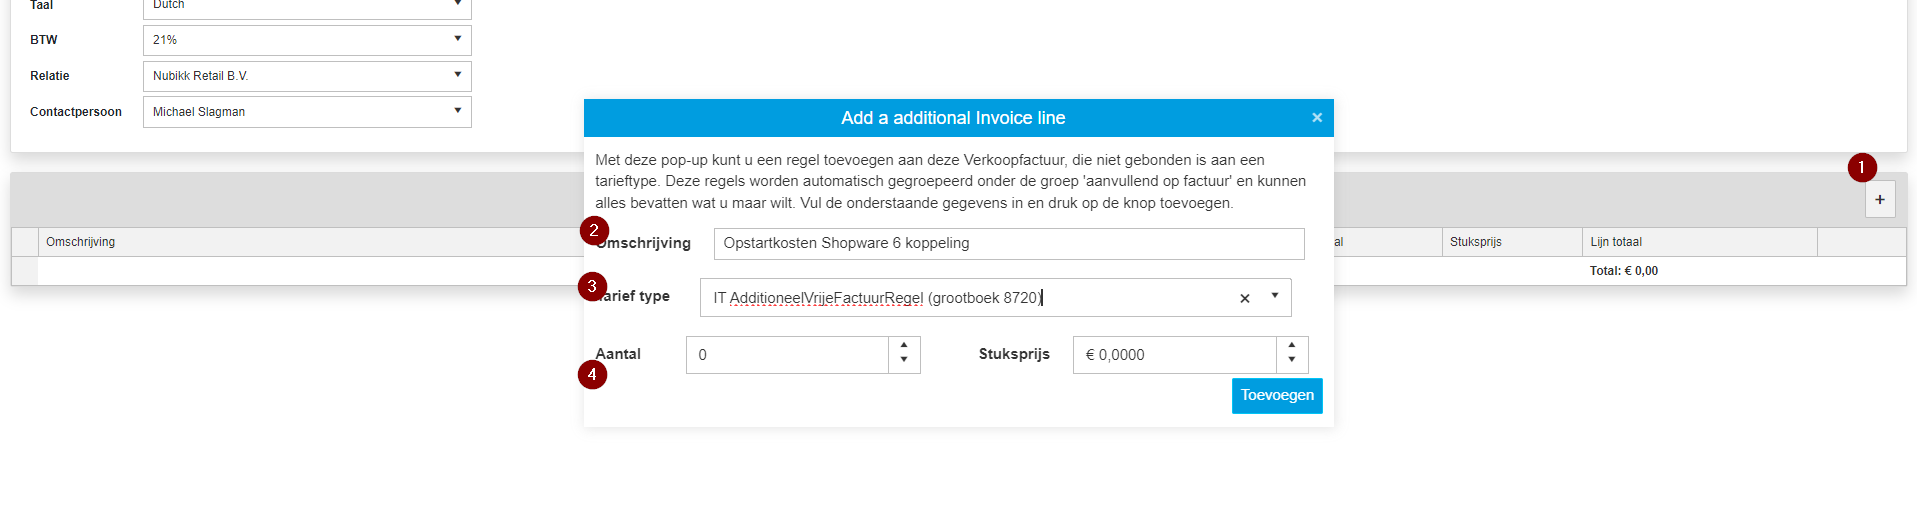 Taal Dutch
BTW 21%
Relatie Nubikk Retail B.V.
Contactpersoon Michael Slagman
Add a additional Invoice line ×
Met deze pop-up kunt u een regel toevoegen aan deze Verkoopfactuur, die niet gebonden is aan een
tarieftype. Deze regels worden automatisch gegroepeerd onder de groep 'aanvullend op factuur' en kunnen
alles bevatten wat u maar wilt. Vul de onderstaande gegevens in en druk op de knop toevoegen.
1
+
2
Omschrijving Opstartkosten Shopware 6 koppeling
3
Tarief type IT AdditioneelVrijeFactuurRegel (grootboek 8720)
Aantal 0 Stuksprijs € 0,0000
4
Toevoegen
Omschrijving al Stuksprijs Lijn totaal
Total: € 0,00